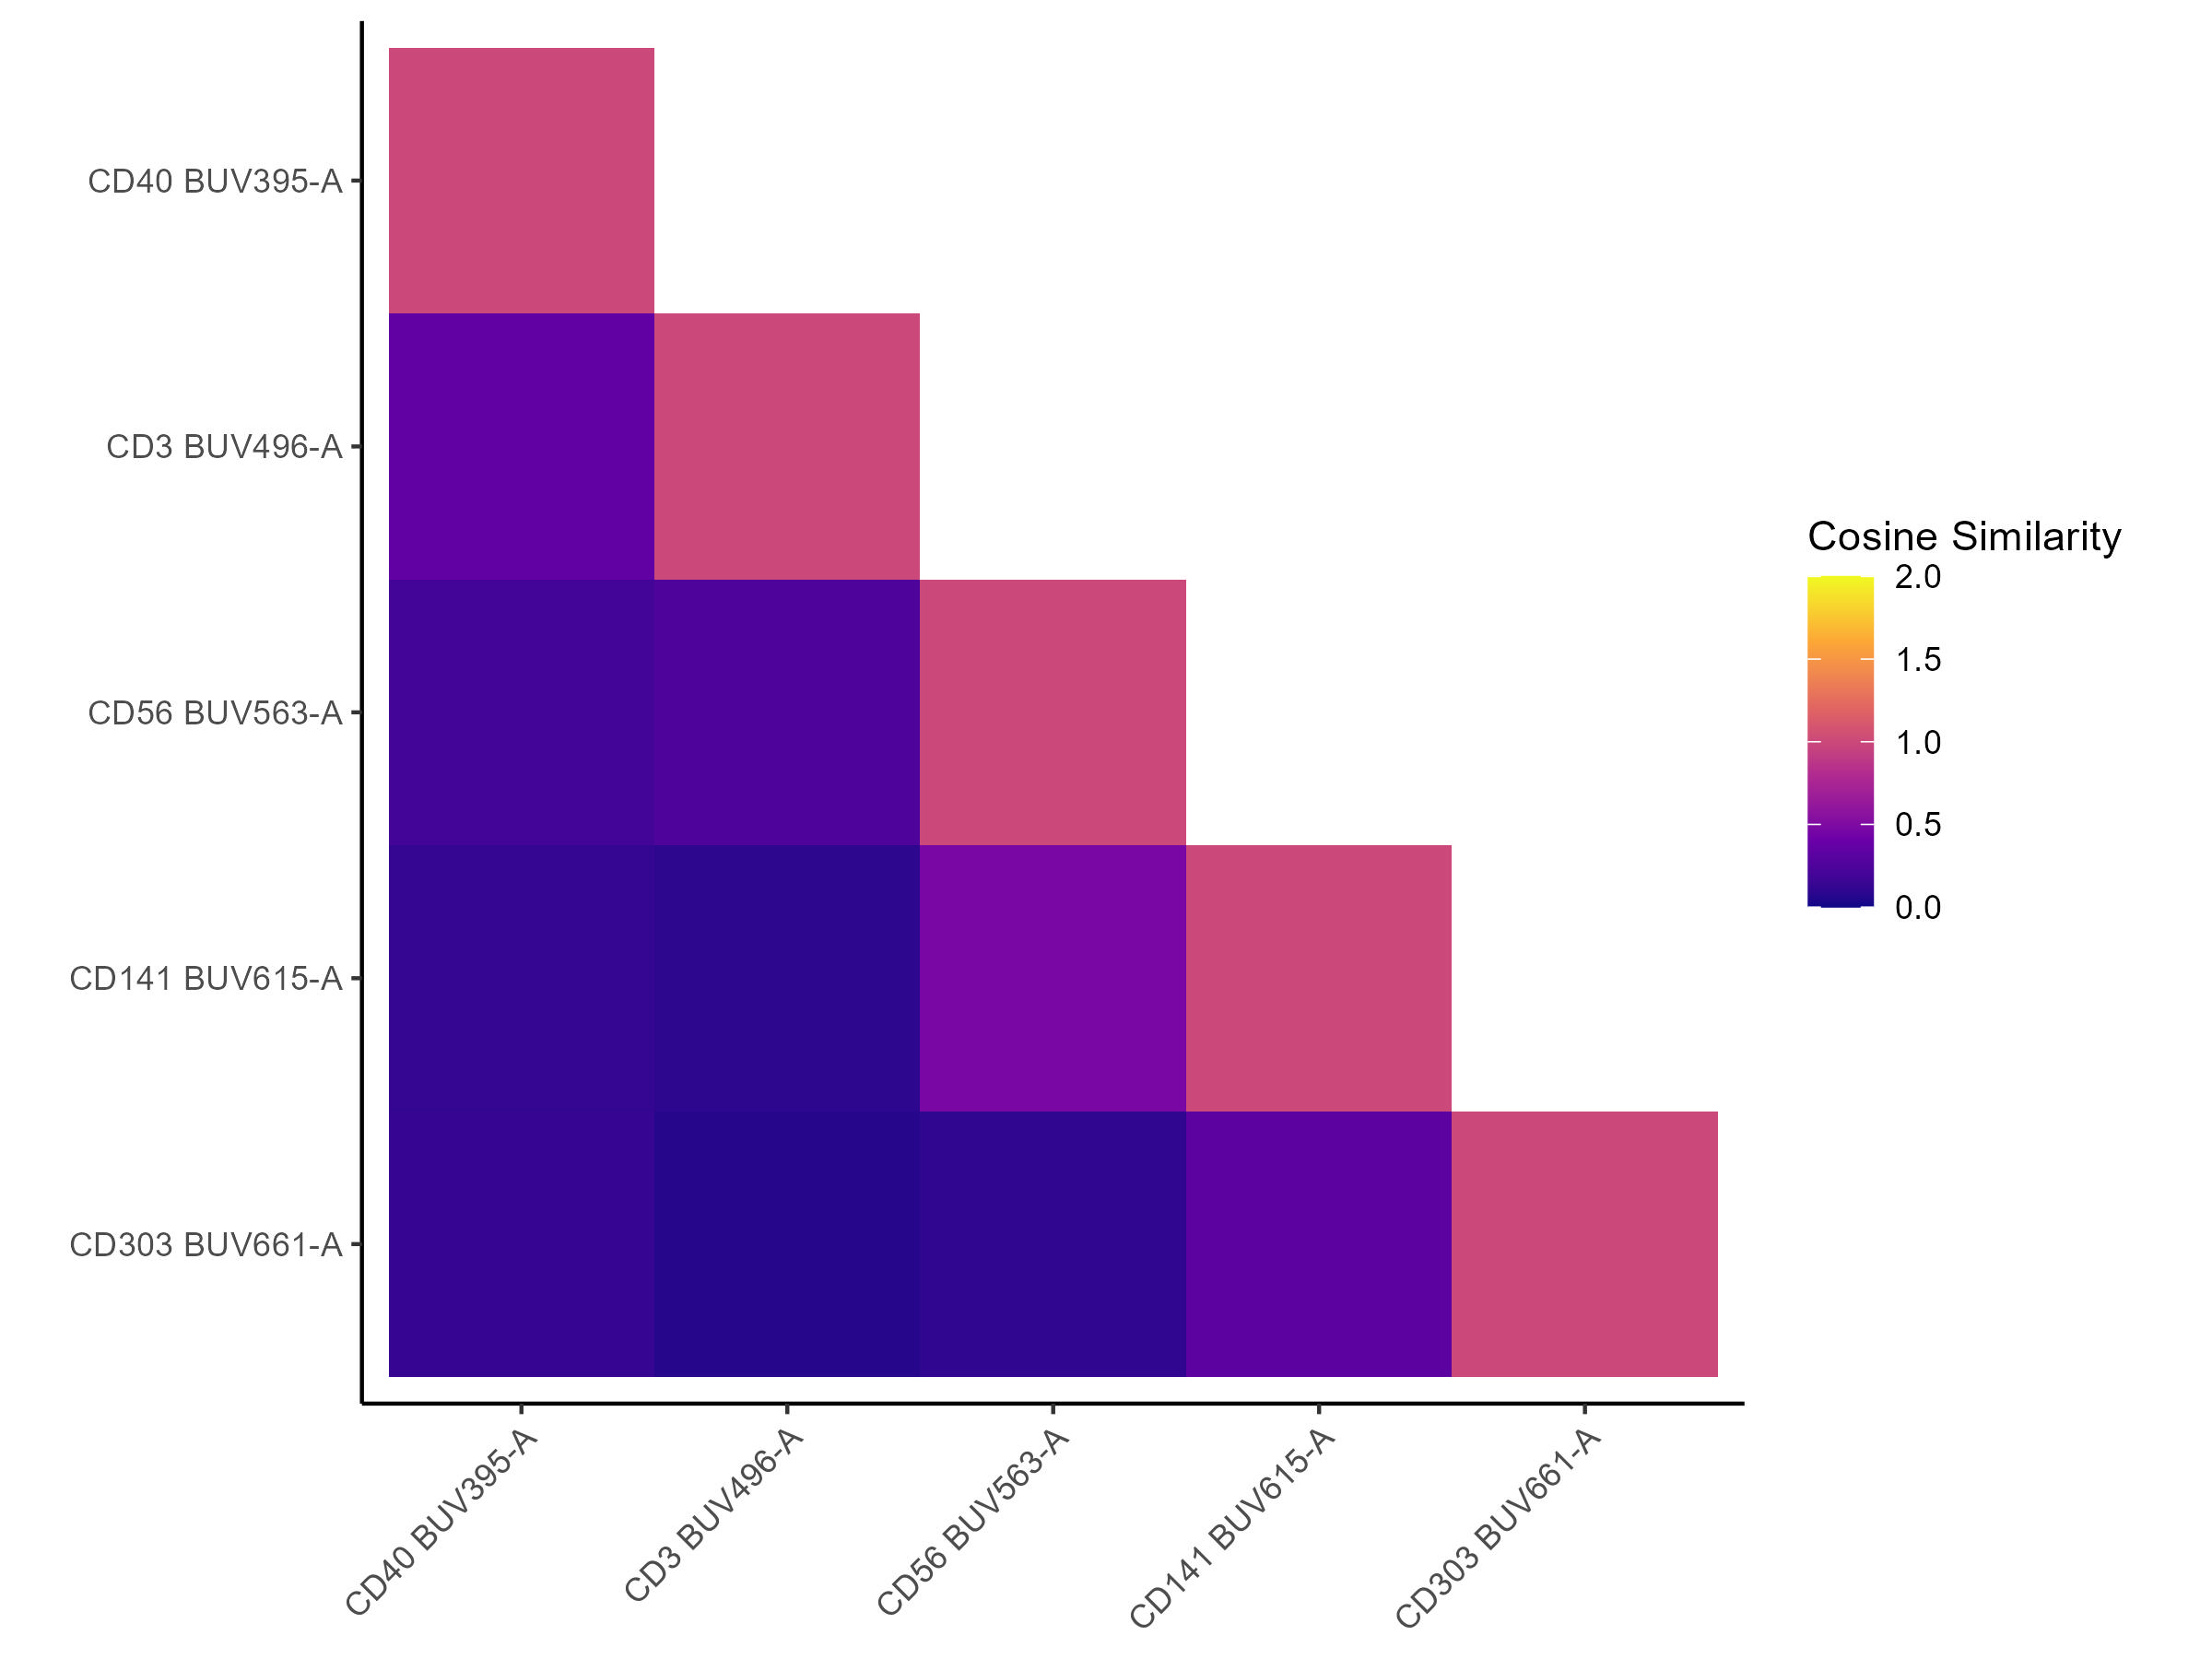 CD40 BUV395-A
CD3 BUV496-A
CD56 BUV563-A
CD141 BUV615-A
CD303 BUV661-A
CD40 BUV395-A
CD3 BUV496-A
CD56 BUV563-A
CD141 BUV615-A
CD303 BUV661-A
Cosine Similarity
2.0
1.5
1.0
0.5
0.0